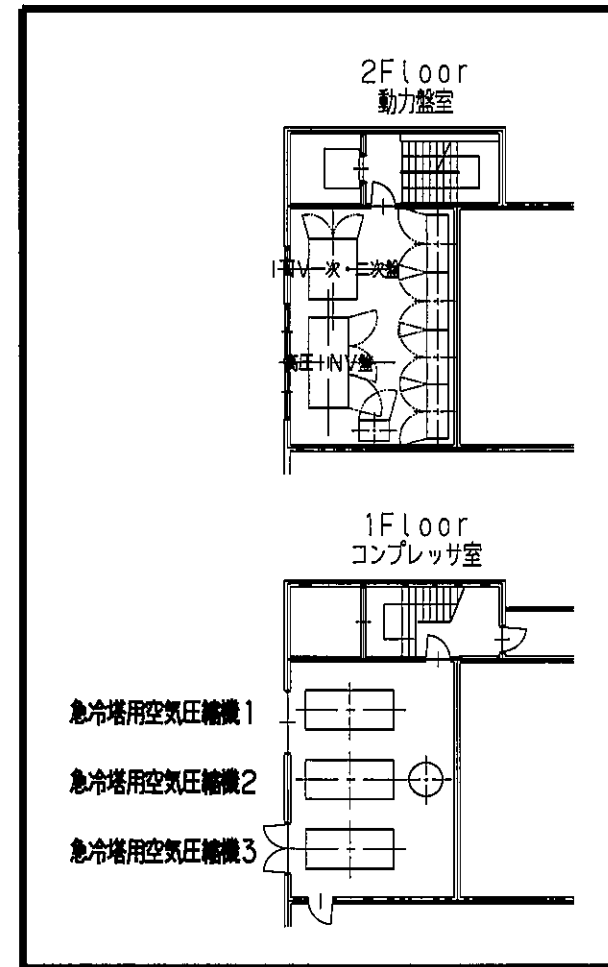 2Floor
動力盤室
INV一次・二次盤
高圧INV盤
1Floor
コンプレッサ室
急冷塔用空気圧縮機1
急冷塔用空気圧縮機2
急冷塔用空気圧縮機3